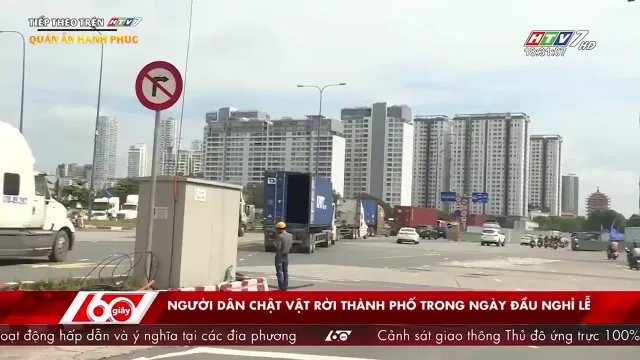 TIẾP THEO TRÊN HTV7
QUÁN ĂN HẠNH PHÚC
HTV7 HD
18:31:07
60 giây
NGƯỜI DÂN CHẬT VẬT RỜI THÀNH PHỐ TRONG NGÀY ĐẦU NGHỈ LỄ
oạt động hấp dẫn và ý nghĩa tại các địa phương 60 Cảnh sát giao thông Thủ đô ứng trực 100%